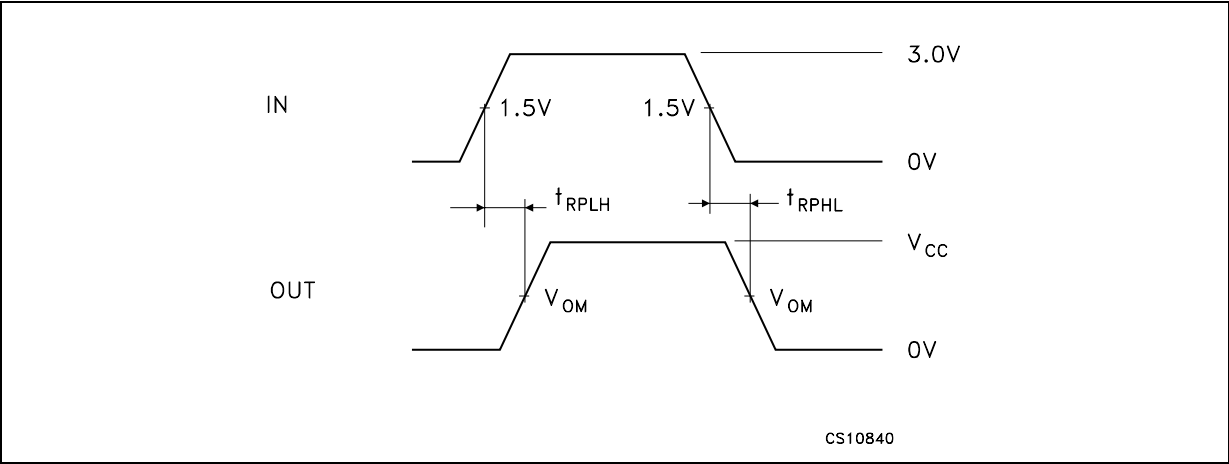 3.0V
IN
1.5V
1.5V
0V
tRPLH
tRPHL
VCC
OUT
VOM
VOM
0V
CS10840